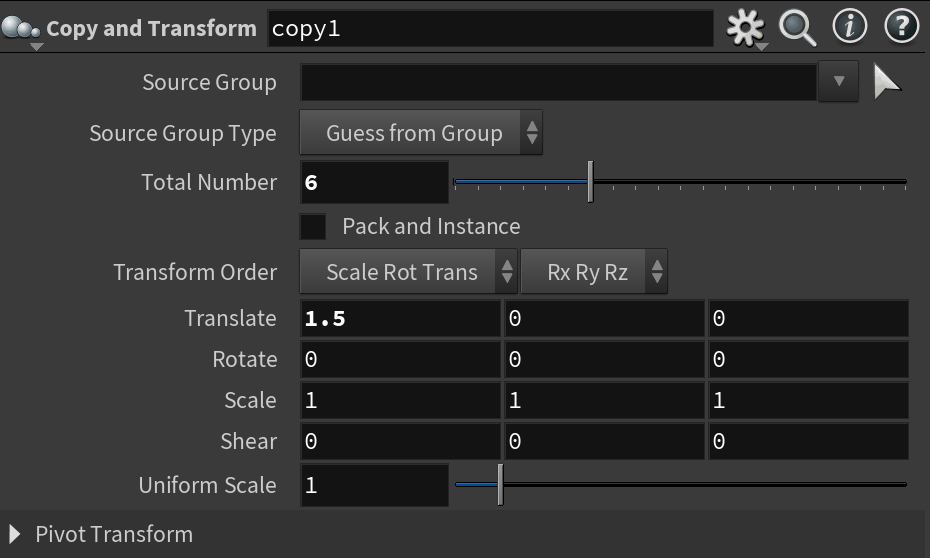 Copy and Transform copy1
Source Group
Source Group Type Guess from Group
Total Number 6
Pack and Instance
Transform Order Scale Rot Trans Rx Ry Rz
Translate 1.5 0 0
Rotate 0 0 0
Scale 1 1 1
Shear 0 0 0
Uniform Scale 1
Pivot Transform